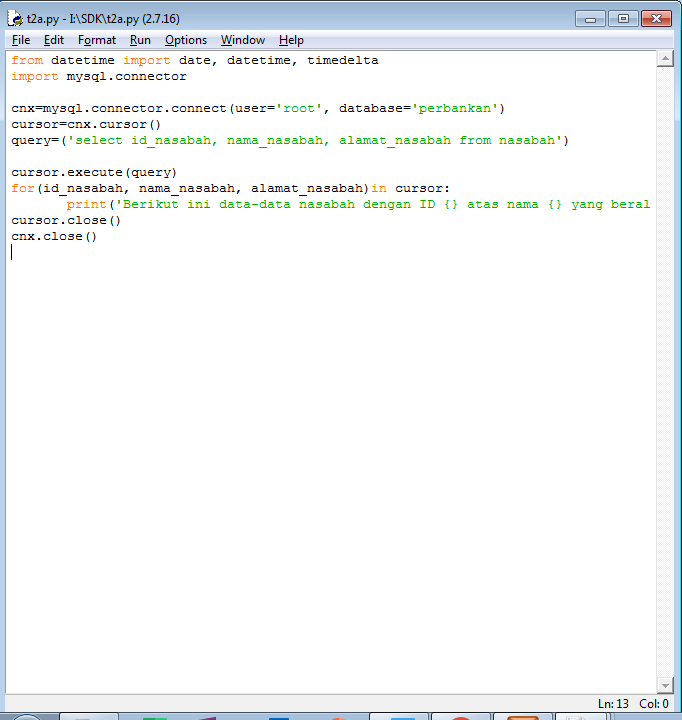 t2a.py - I:\SDK\t2a.py (2.7.16)
File Edit Format Run Options Window Help
from datetime import date, datetime, timedelta
import mysql.connector
cnx=mysql.connector.connect(user='root', database='perbankan')
cursor=cnx.cursor()
query=('select id_nasabah, nama_nasabah, alamat_nasabah from nasabah')
cursor.execute(query)
for(id_nasabah, nama_nasabah, alamat_nasabah)in cursor:
print('Berikut ini data-data nasabah dengan ID {} atas nama {} yang beral
cursor.close()
cnx.close()
Ln: 13 Col: 0